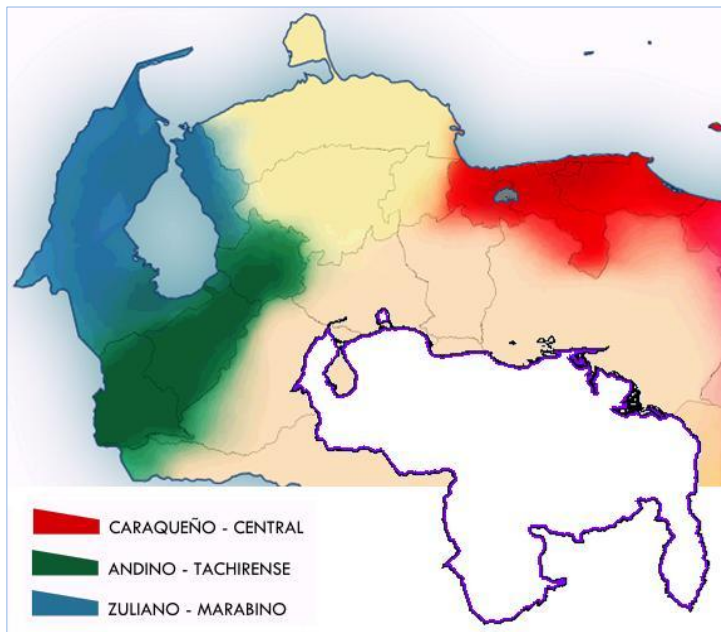 CARAQUEÑO - CENTRAL
ANDINO - TACHIRENSE
ZULIANO - MARABINO